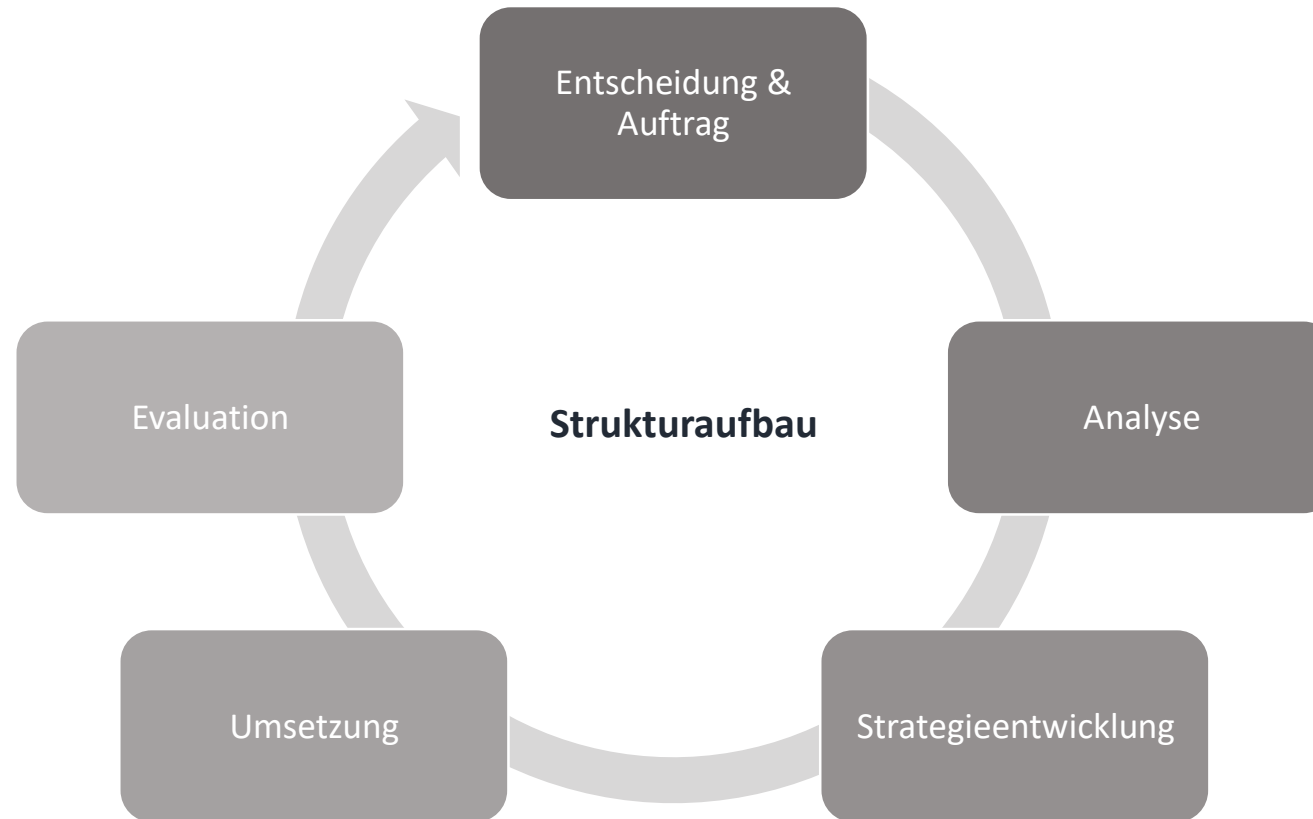 Entscheidung &
Auftrag
Analyse
Strategieentwicklung
Umsetzung
Evaluation
Strukturaufbau